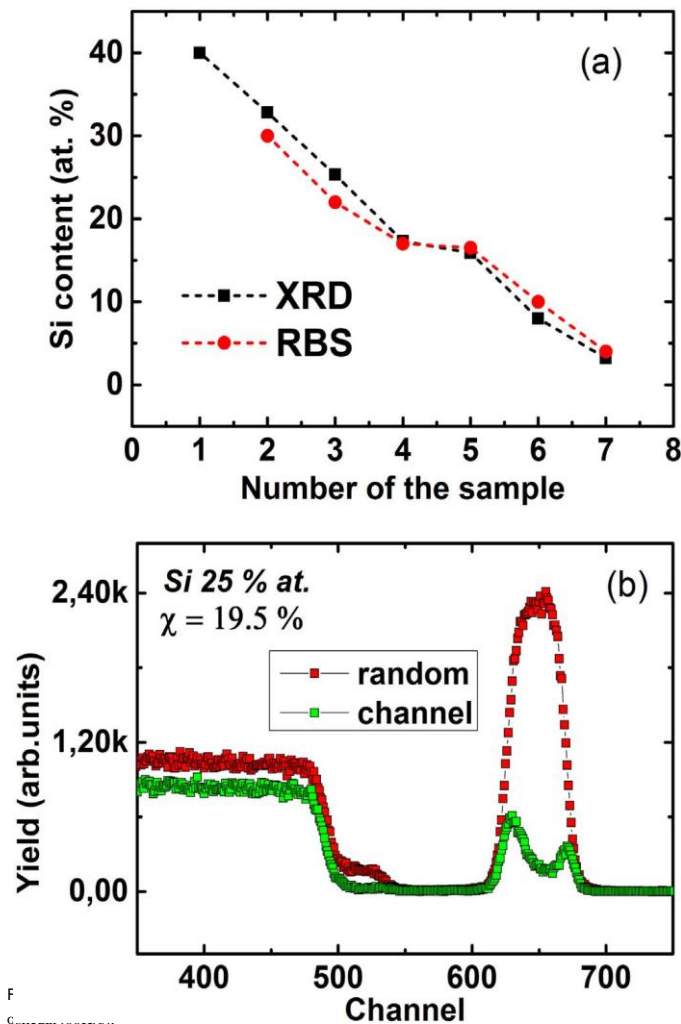 (a)
40
30
20
10
0
Si content (at. %)
XRD
RBS
0 1 2 3 4 5 6 7 8
Number of the sample
(b)
Si 25 % at.
χ = 19.5 %
random
channel
2,40k
1,20k
0,00
Yield (arb.units)
400 500 600 700
Channel
F